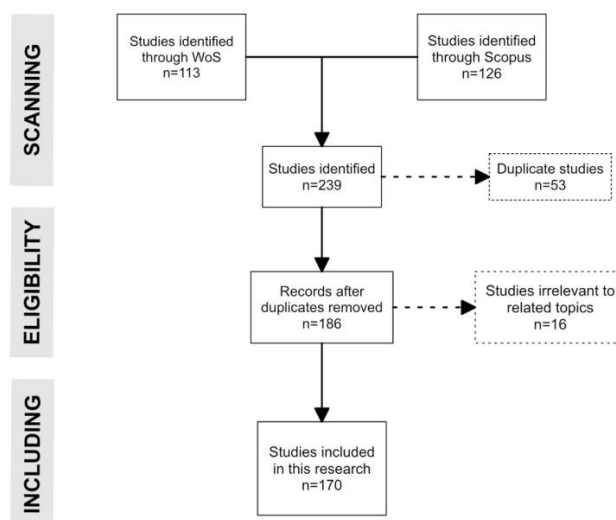 SCANNING
Studies identified
through WoS
n=113
Studies identified
through Scopus
n=126
Studies identified
n=239
Duplicate studies
n=53
ELIGIBILITY
Records after
duplicates removed
n=186
Studies irrelevant to
related topics
n=16
INCLUDING
Studies included
in this research
n=170